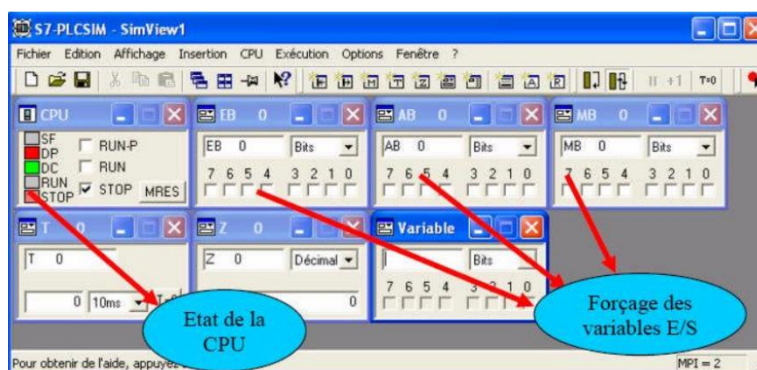 S7-PLCSIM - SimView1
Fichier Edition Affichage Insertion CPU Exécution Options Fenêtre ?
II +1 T=0
CPU
SF
DP
DC
RUN
STOP
RUN-P
RUN
STOP MRES
EB 0
EB 0 Bits
7 6 5 4 3 2 1 0
AB 0
AB 0 Bits
7 6 5 4 3 2 1 0
MB 0
MB 0 Bits
7 6 5 4 3 2 1 0
T 0
T 0
0 10ms
Z 0
Z 0 Décimal
0
Variable
Bits
7 6 5 4 3 2 1 0
Etat de la
CPU
Forçage des
variables E/S
Pour obtenir de l'aide, appuyez
MPI = 2